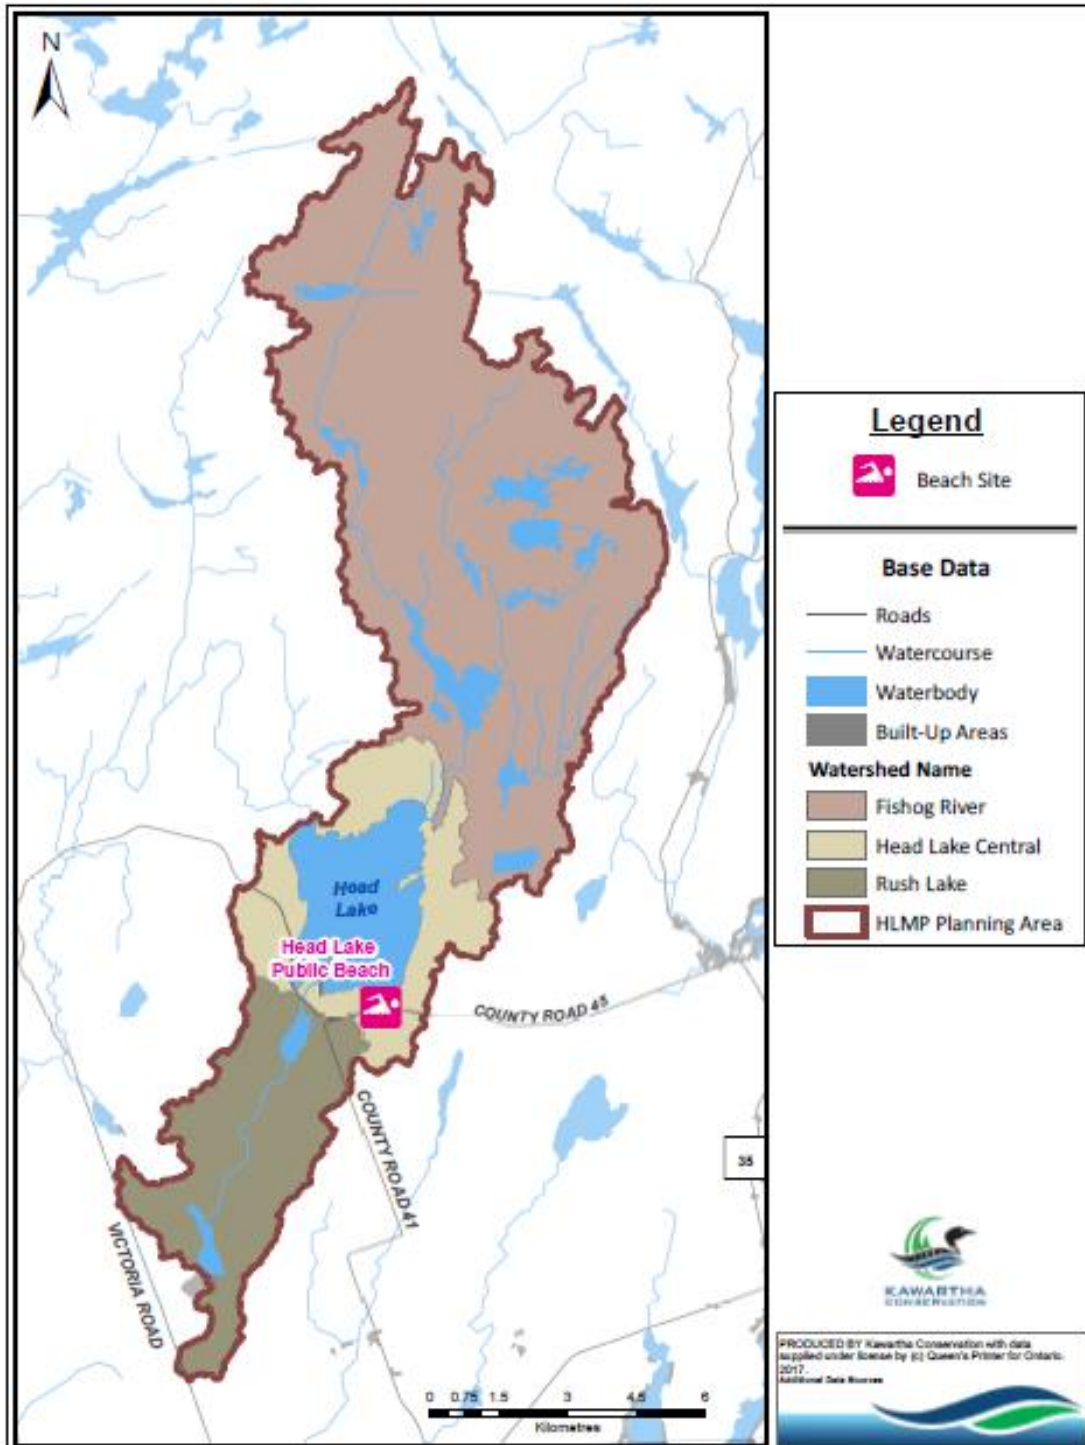 N
Head
Lake
Head Lake
Public Beach
COUNTY ROAD 45
COUNTY ROAD 41
VICTORIA ROAD
35
0 0.75 1.5 3 4.5 6
Kilometres
Legend
Beach Site
Base Data
Roads
Watercourse
Waterbody
Built-Up Areas
Watershed Name
Fishog River
Head Lake Central
Rush Lake
HLMP Planning Area
KAWARTHA
CONSERVATION
PRODUCED BY Kawartha Conservation with data
supplied under license by (c) Queen's Printer for Ontario.
2017.
Additional Data Sources